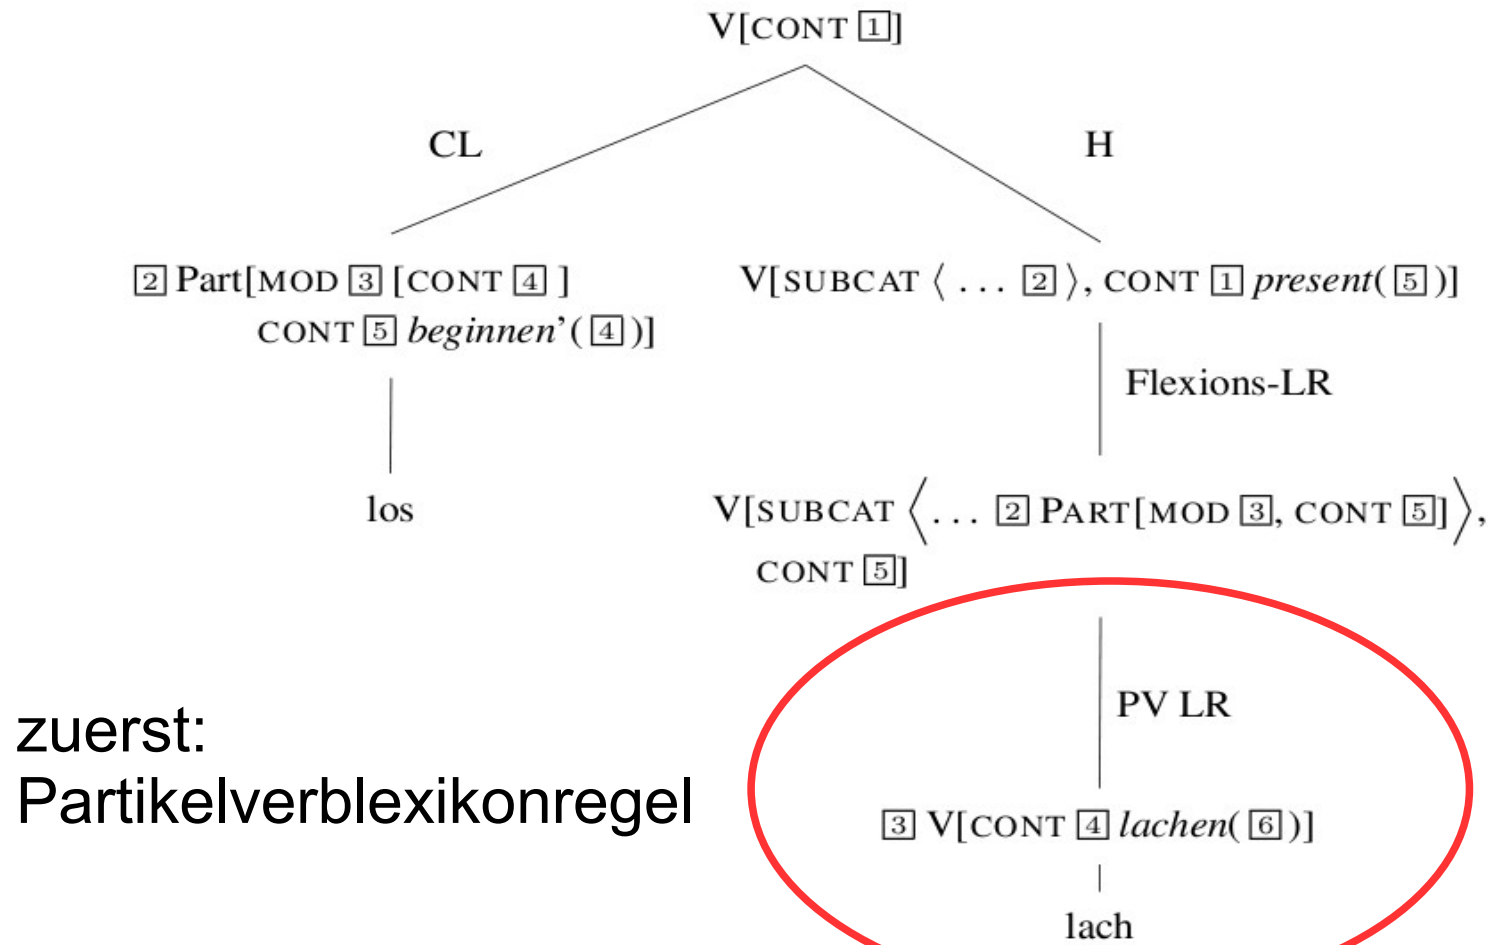 V[CONT 1]
CL
H
2 Part[MOD 3 [CONT 4 ]
CONT 5 beginnen’( 4 )]
V[SUBCAT ⟨ … 2 ⟩, CONT 1 present( 5 )]
Flexions-LR
los
V[SUBCAT ⟨… 2 PART[MOD 3, CONT 5]⟩,
CONT 5]
PV LR
zuerst:
Partikelverblexikonregel
3 V[CONT 4 lachen( 6 )]
lach